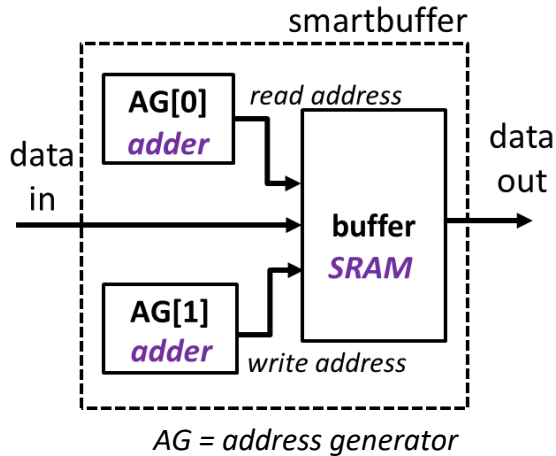 smartbuffer
AG[0]
adder
read address
data
in
buffer
SRAM
data
out
AG[1]
adder
write address
AG = address generator